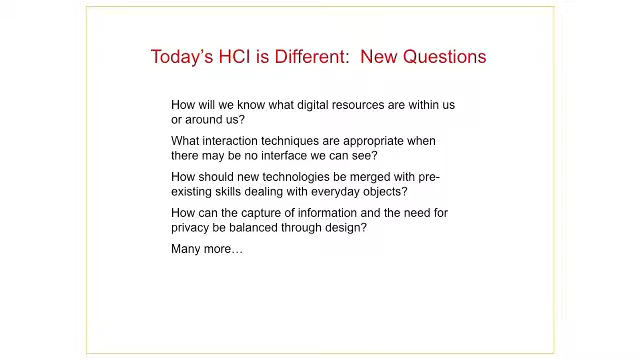 Today's HCI is Different:  New Questions
How will we know what digital resources are within us
or around us?
What interaction techniques are appropriate when
there may be no interface we can see?
How should new technologies be merged with pre-
existing skills dealing with everyday objects?
How can the capture of information and the need for
privacy be balanced through design?
Many more…